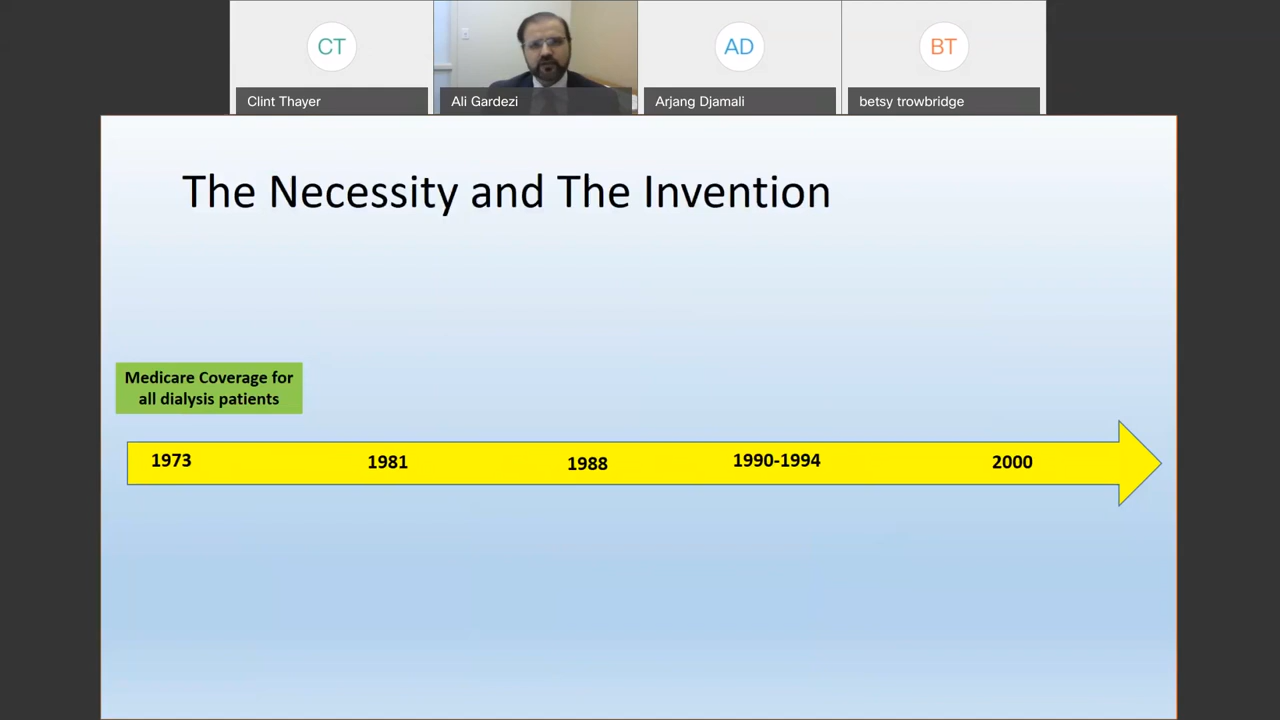 CT
AD
BT
Clint Thayer
Ali Gardezi
Arjang Djamali
betsy trowbridge
The Necessity and The Invention
Medicare Coverage for
all dialysis patients
1973
1981
1988
1990-1994
2000